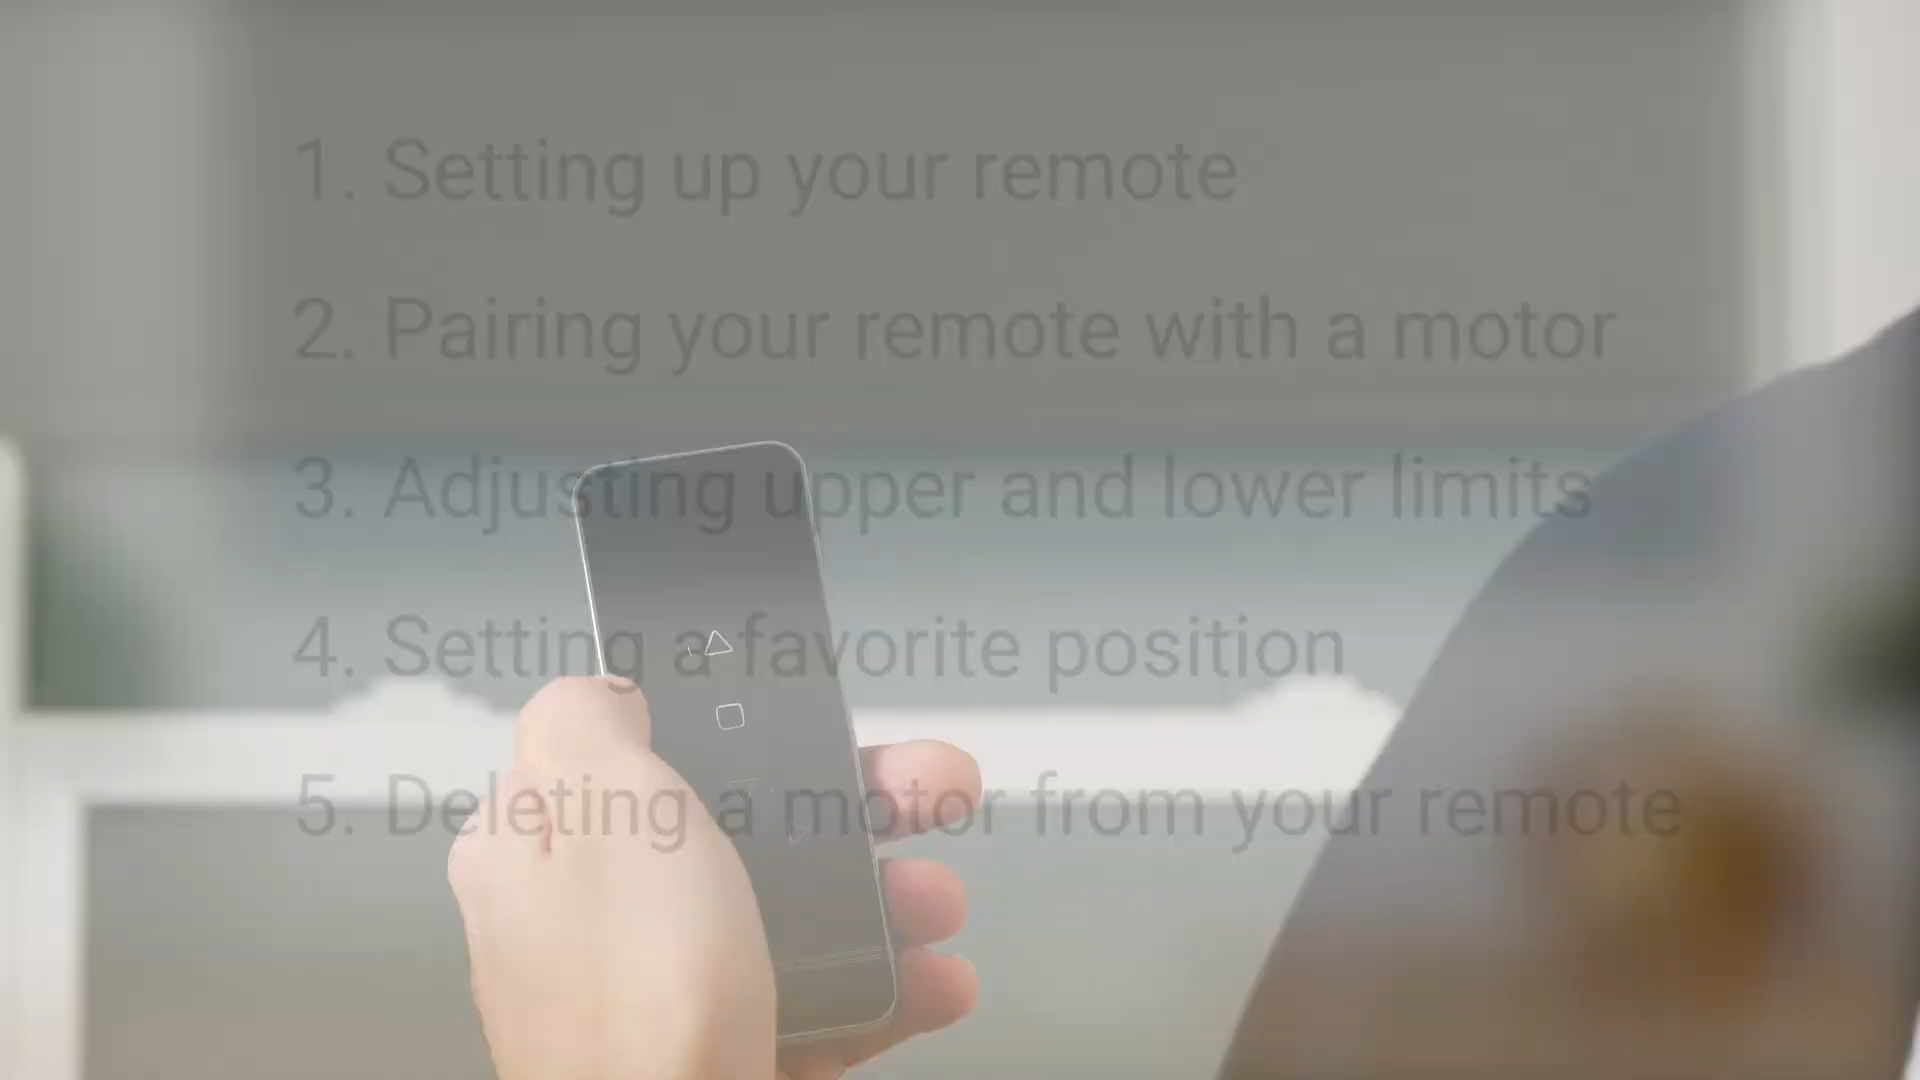 1. Setting up your remote
2. Pairing your remote with a motor
3. Adjusting upper and lower limits
4. Setting a favorite position
5. Deleting a motor from your remote